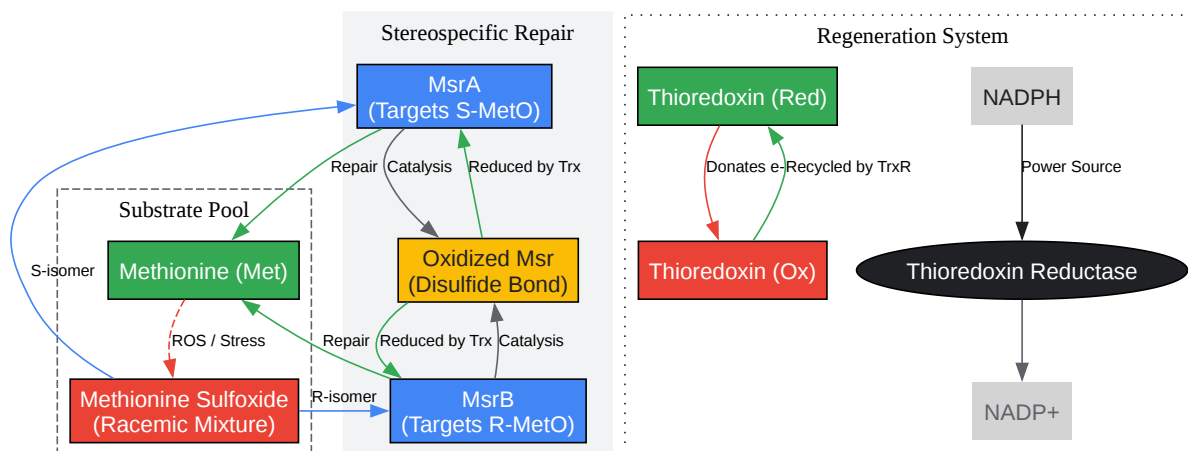 Stereospecific Repair
Regeneration System
MsrA
(Targets S-MetO)
Thioredoxin (Red)
NADPH
Repair
Catalysis
Reduced by Trx
Donates e-
Recycled by TrxR
Power Source
Substrate Pool
Methionine (Met)
Oxidized Msr
(Disulfide Bond)
Thioredoxin (Ox)
Thioredoxin Reductase
S-isomer
ROS / Stress
Repair
Reduced by Trx
Catalysis
Methionine Sulfoxide
(Racemic Mixture)
R-isomer
MsrB
(Targets R-MetO)
NADP+